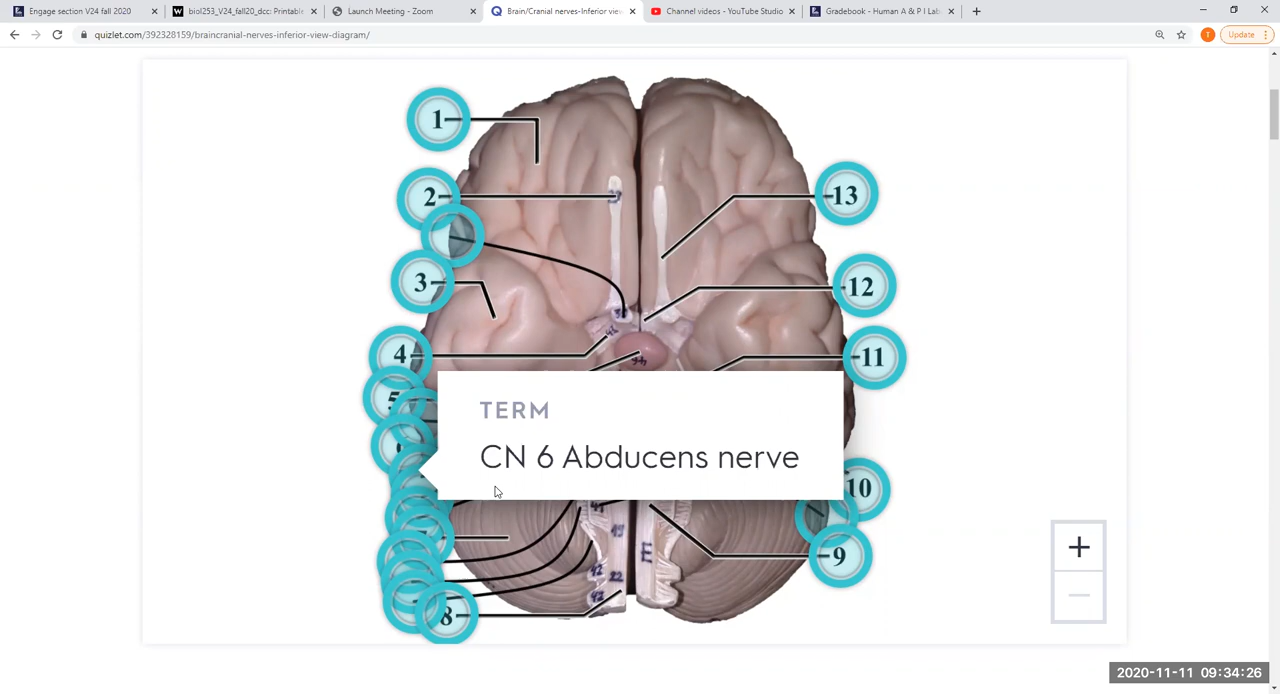 Engage section V24 fall 2020
biol253_V24_fall20_dcc: Printable
Launch Meeting - Zoom
Brain/Cranial nerves-Inferior vie
Channel videos - YouTube Studio
Gradebook - Human A & P I Lab
quizlet.com/392328159/braincranial-nerves-inferior-view-diagram/
T
Update
1
2
13
3
12
4
11
5
TERM
CN 6 Abducens nerve
10
9
8
2020-11-11 09:34:26